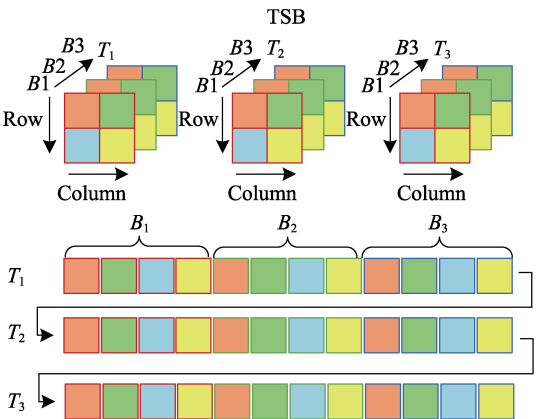 TSB
B3 T1 B3 T2 B3 T3
B2 B2 B2
B1 B1 B1
Row Row Row
Column Column Column
B1 B2 B3
T1
T2
T3